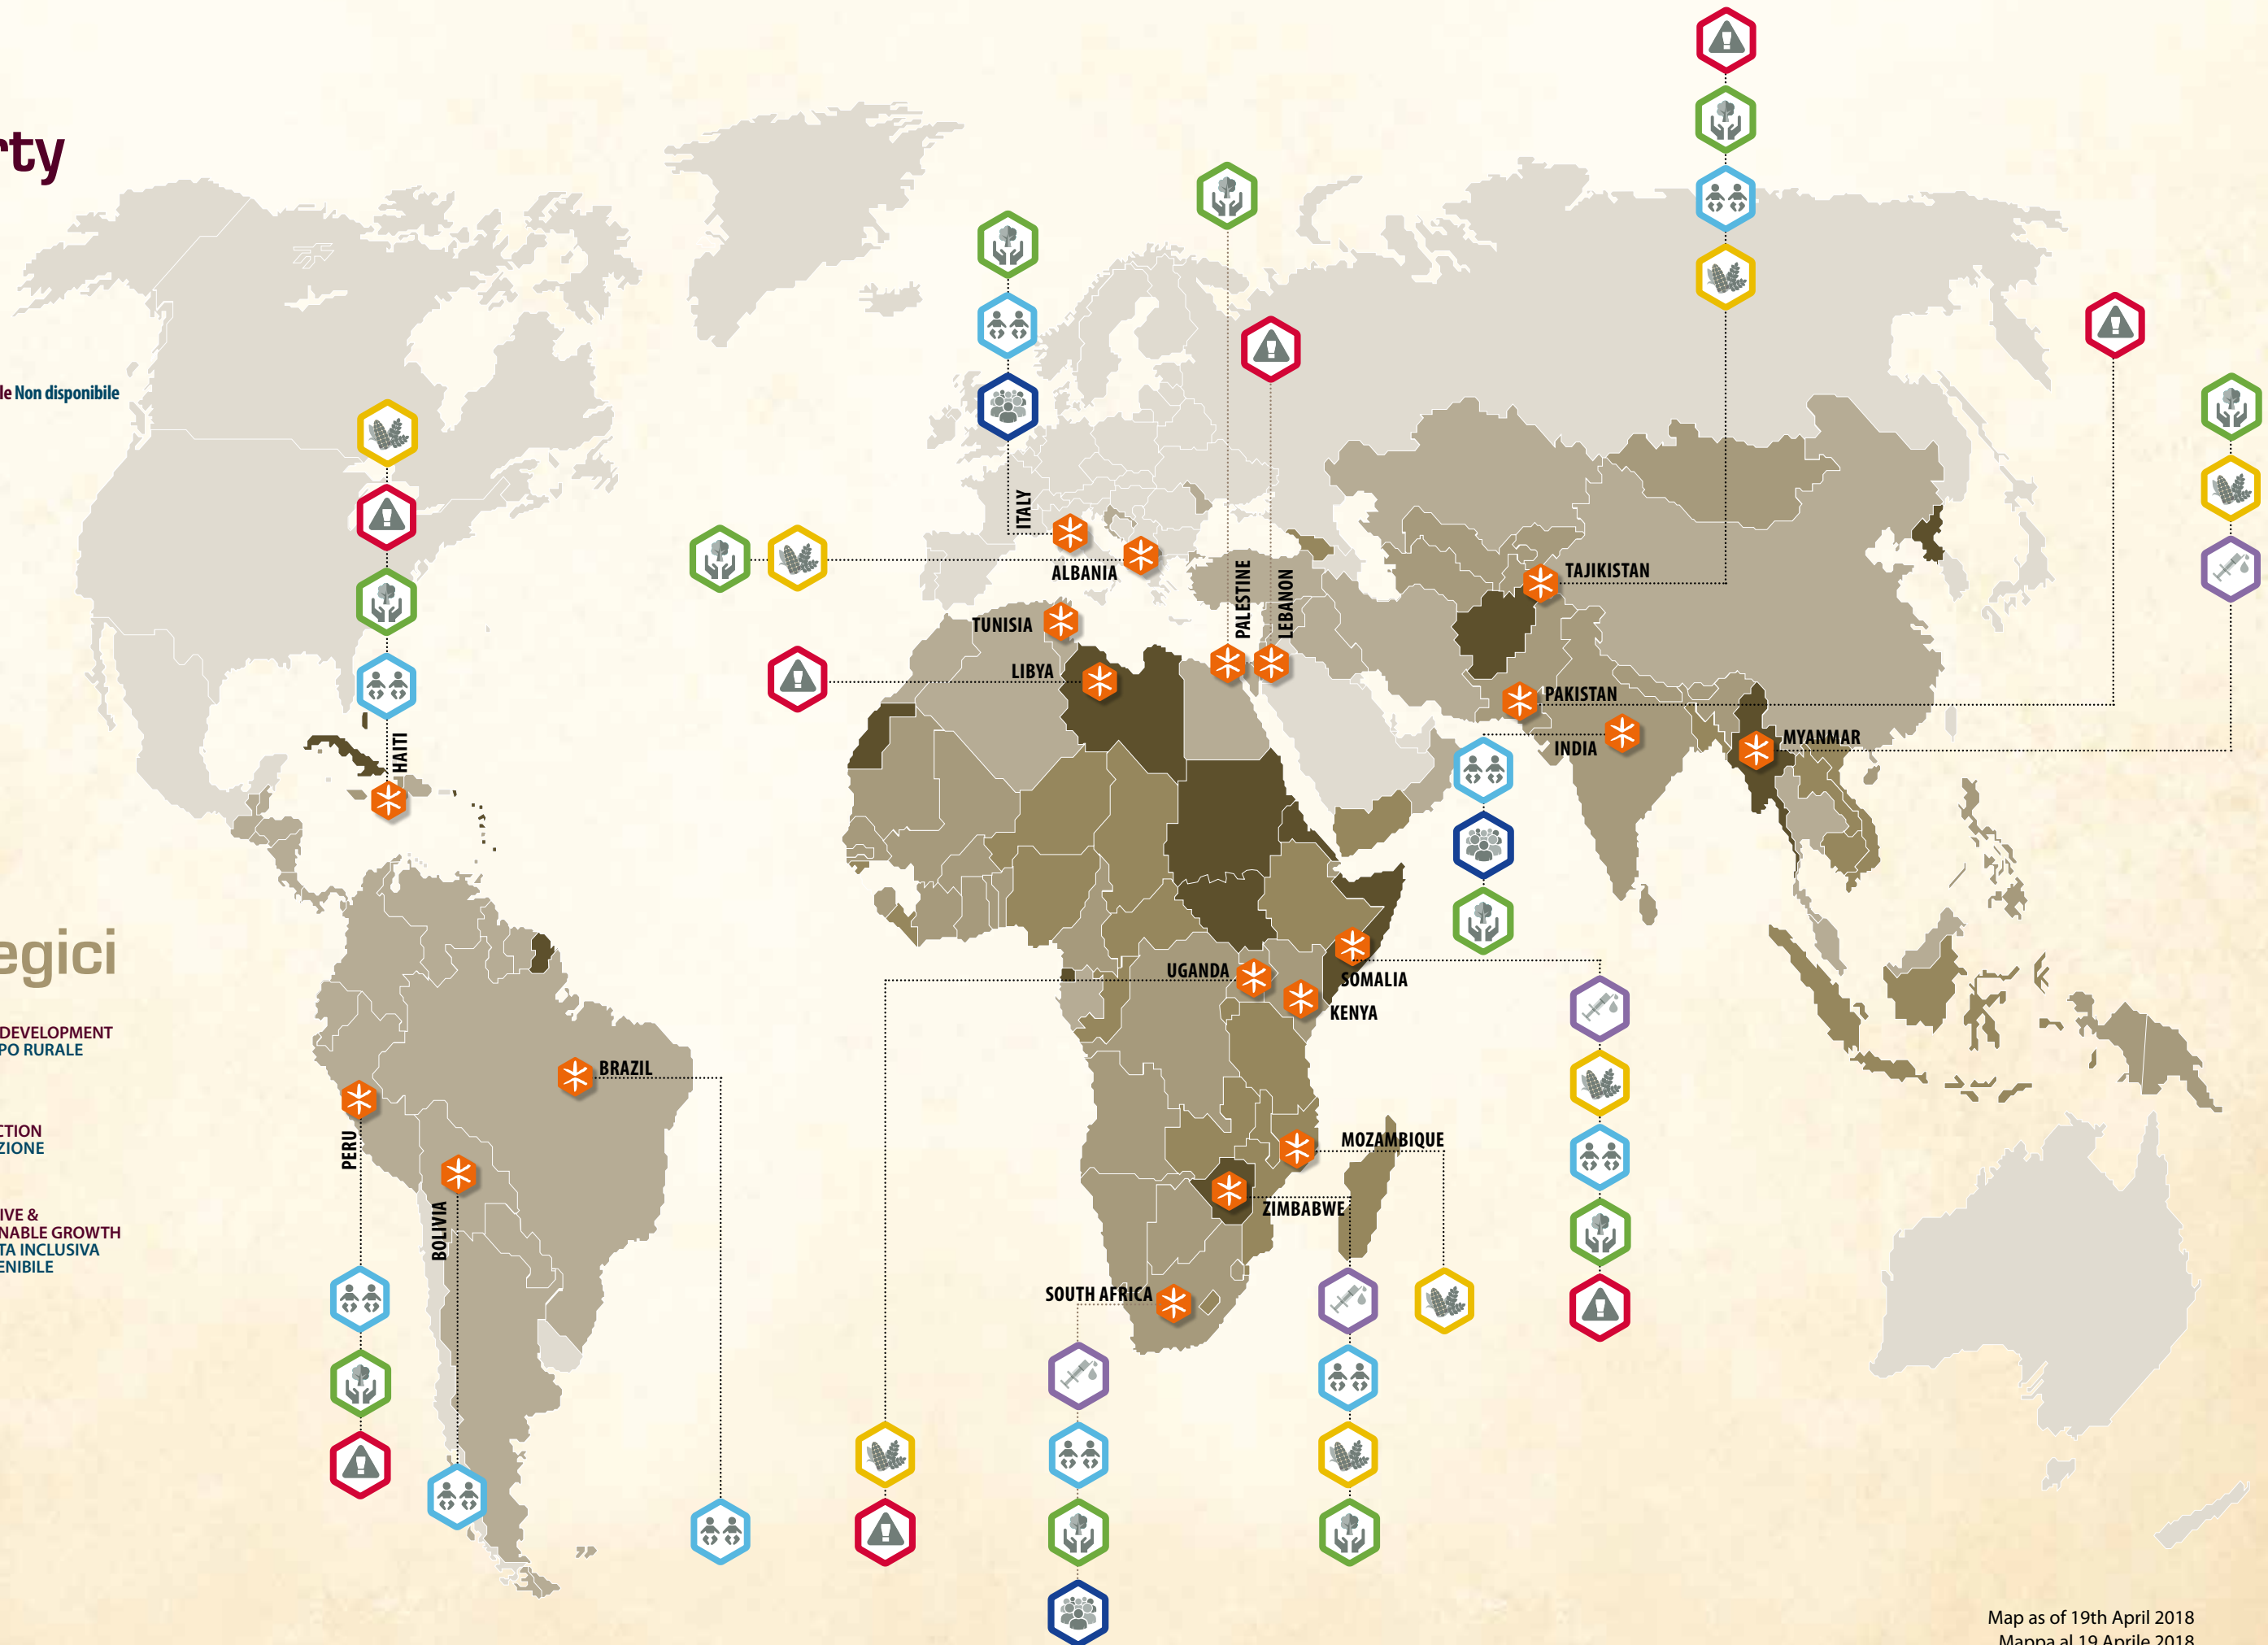 rty
le Non disponibile
ITALY
ALBANIA
TUNISIA
LIBYA
PALESTINE
LEBANON
TAJIKISTAN
PAKISTAN
INDIA
MYANMAR
HAITI
egici
DEVELOPMENT
PO RURALE
CTION
ZIONE
IVE &
NABLE GROWTH
TA INCLUSIVA
ENIBILE
UGANDA
SOMALIA
KENYA
BRAZIL
PERU
BOLIVIA
MOZAMBIQUE
ZIMBABWE
SOUTH AFRICA
Map as of 19th April 2018
Mappa al 19 Aprile 2018